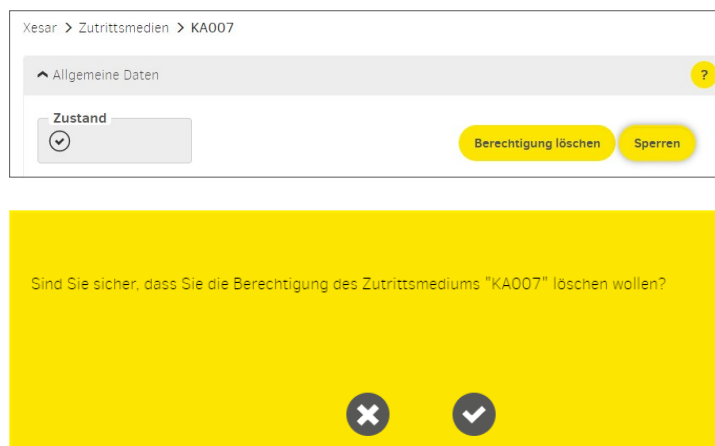 Xesar > Zutrittsmedien > KA007
Allgemeine Daten
?
Zustand
Berechtigung löschen Sperren
Sind Sie sicher, dass Sie die Berechtigung des Zutrittsmediums "KA007" löschen wollen?